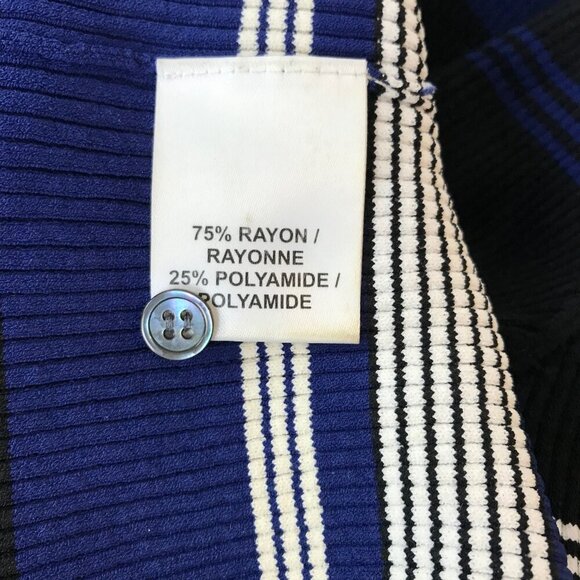 75% RAYON /
RAYONNE
25% POLYAMIDE /
POLYAMIDE